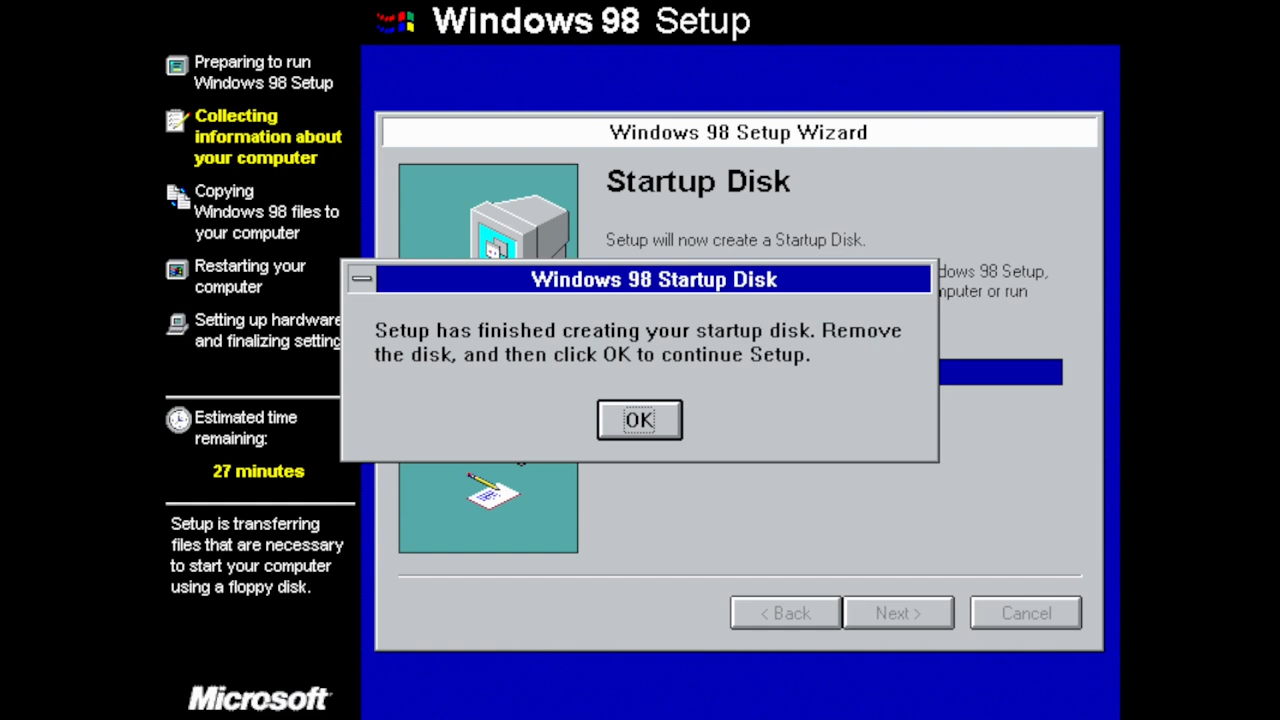 Windows 98 Setup
Preparing to run
Windows 98 Setup
Collecting
information about
your computer
Copying
Windows 98 files to
your computer
Restarting your
computer
Setting up hardware
and finalizing setting
Estimated time
remaining:
27 minutes
Setup is transferring
files that are necessary
to start your computer
using a floppy disk.
Microsoft
Windows 98 Setup Wizard
Startup Disk
Setup will now create a Startup Disk.
dows 98 Setup,
mputer or run
Windows 98 Startup Disk
Setup has finished creating your startup disk. Remove
the disk, and then click OK to continue Setup.
OK
< Back
Next >
Cancel